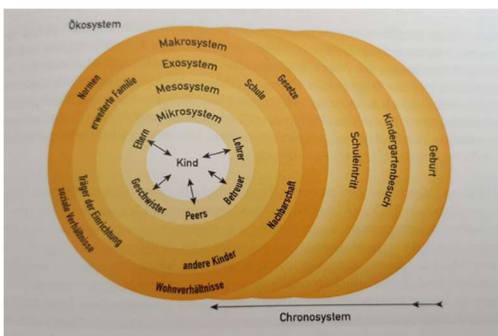 Ökosystem
Makrosystem
Exosystem
Mesosystem
Mikrosystem
Normen
erweiterte Familie
Schule
Gesetze
Eltern
Lehrer
Kind
Geschwister
Peers
Betreuer
Träger der Einrichtung
soziale Verhältnisse
andere Kinder
Nachbarschaft
Wohnverhältnisse
Schuleintritt
Kindergartenbesuch
Geburt
Chronosystem